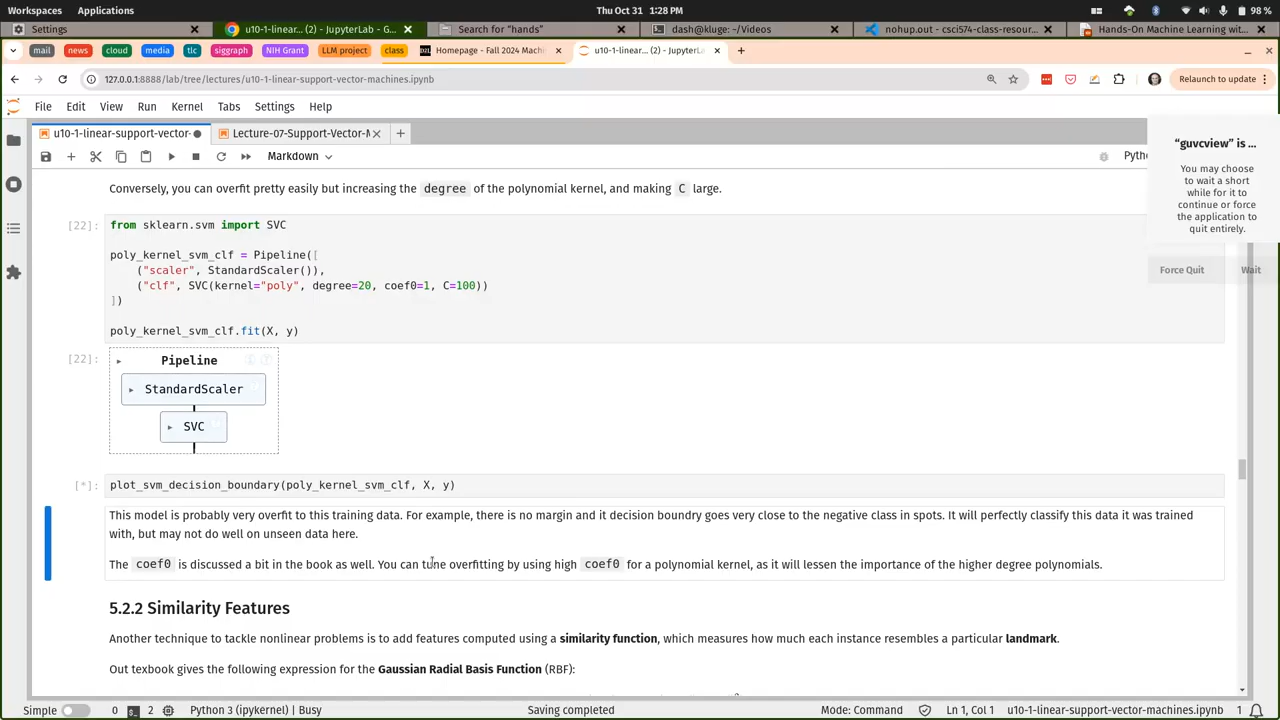 Workspaces
Applications
Thu Oct 31 1:28 PM
98 %
Settings
u10-1-linear... (2) - JupyterLab - G...
Search for "hands"
dash@kluge: ~/Videos
nohup.out - csci574-class-resour...
Hands-On Machine Learning wit...
mail
news
cloud
media
tlc
siggraph
NIH Grant
LLM project
class
Homepage - Fall 2024 Machin...
u10-1-linear... (2) - JupyterLa...
127.0.0.1:8888/lab/tree/lectures/u10-1-linear-support-vector-machines.ipynb
Relaunch to update
File Edit View Run Kernel Tabs Settings Help
u10-1-linear-support-vector-
Lecture-07-Support-Vector-M
"guvcview" is ...
Markdown
You may choose
to wait a short
while for it to
continue or force
the application to
quit entirely.
Force Quit
Wait
Conversely, you can overfit pretty easily but increasing the degree of the polynomial kernel, and making C large.
[22]:
from sklearn.svm import SVC
poly_kernel_svm_clf = Pipeline([
("scaler", StandardScaler()),
("clf", SVC(kernel="poly", degree=20, coef0=1, C=100))
])
poly_kernel_svm_clf.fit(X, y)
[22]:
Pipeline
StandardScaler
SVC
[*]:
plot_svm_decision_boundary(poly_kernel_svm_clf, X, y)
This model is probably very overfit to this training data. For example, there is no margin and it decision boundry goes very close to the negative class in spots. It will perfectly classify this data it was trained
with, but may not do well on unseen data here.
The coef0 is discussed a bit in the book as well. You can tune overfitting by using high coef0 for a polynomial kernel, as it will lessen the importance of the higher degree polynomials.
5.2.2 Similarity Features
Another technique to tackle nonlinear problems is to add features computed using a similarity function, which measures how much each instance resembles a particular landmark.
Out texbook gives the following expression for the Gaussian Radial Basis Function (RBF):
Simple
0
$_
2
Python 3 (ipykernel) | Busy
Saving completed
Mode: Command
Ln 1, Col 1
u10-1-linear-support-vector-machines.ipynb
1